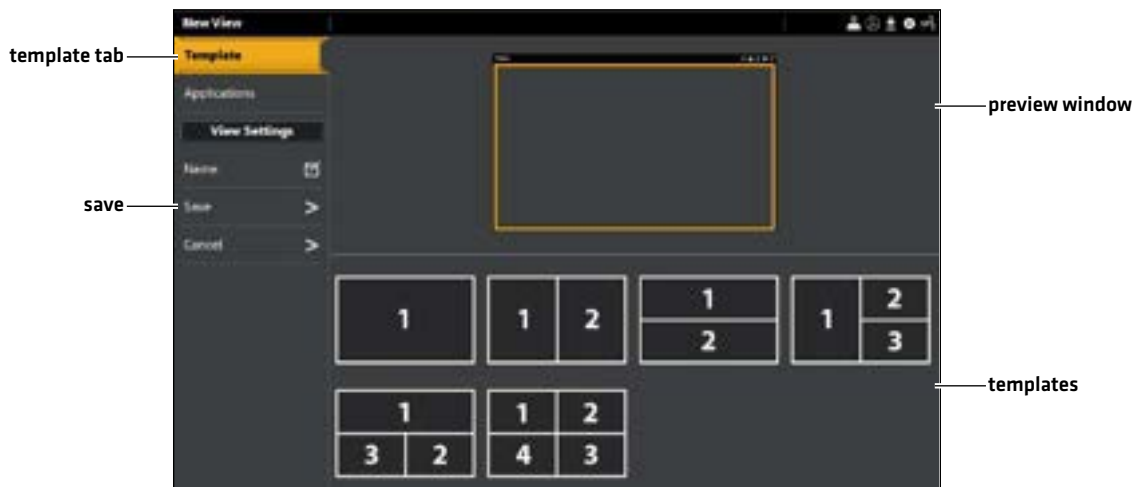 New View
template tab
Template
Applications
preview window
View Settings
Name
save
Save
Cancel
1
1 2
1
2
1 2
3
templates
1
3 2
1 2
4 3